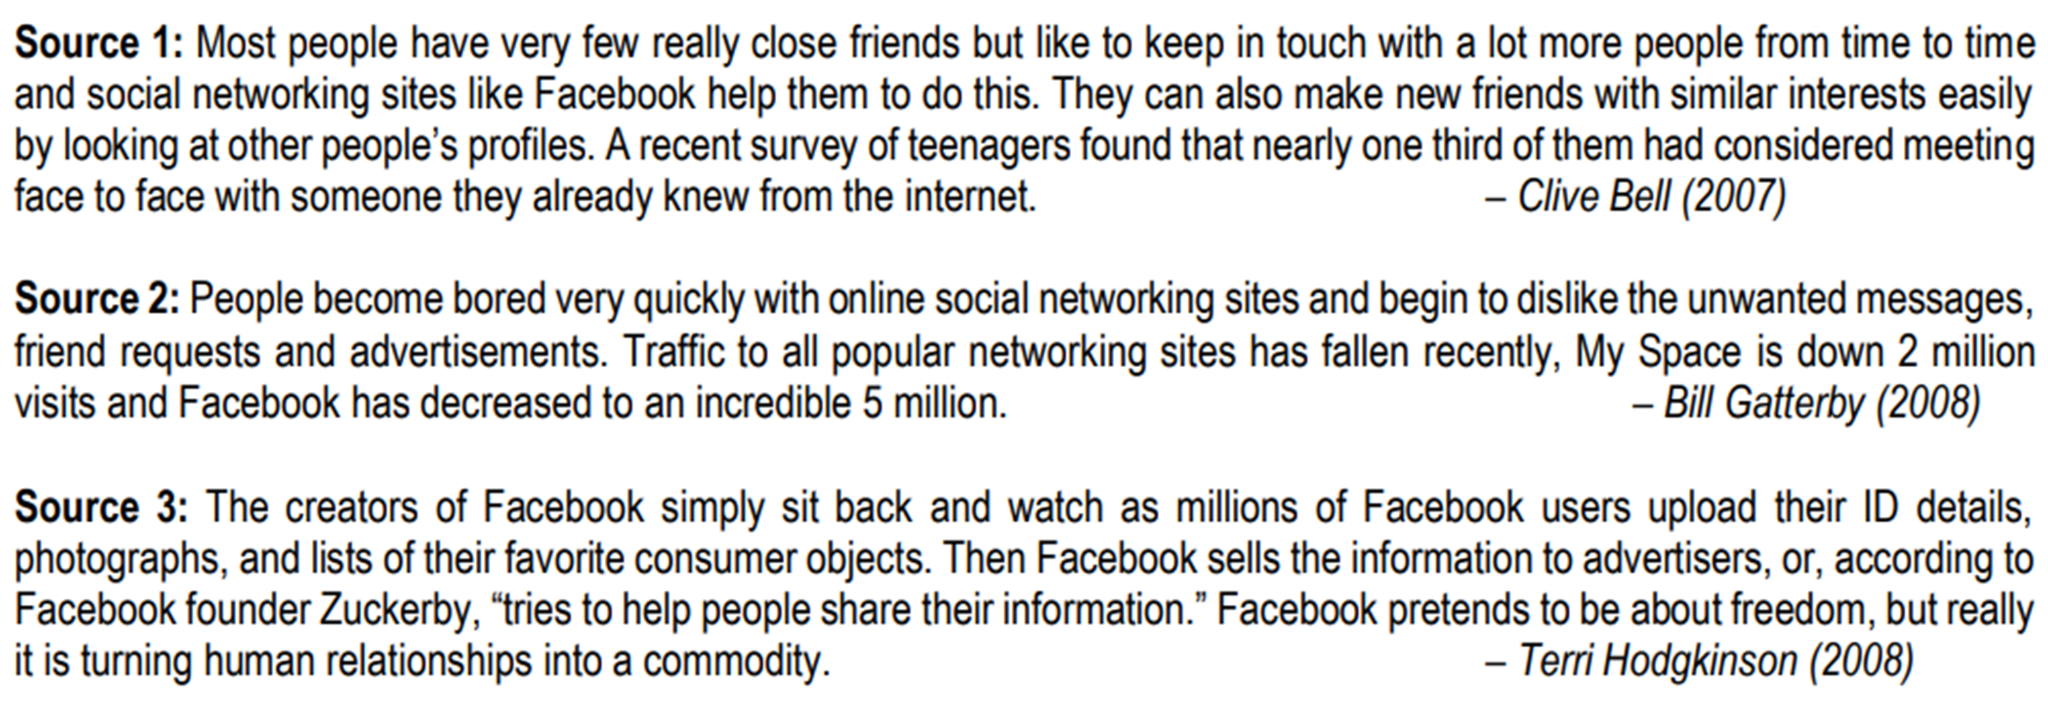 Source 1: Most people have very few really close friends but like to keep in touch with a lot more people from time to time
and social networking sites like Facebook help them to do this. They can also make new friends with similar interests easily
by looking at other people’s profiles. A recent survey of teenagers found that nearly one third of them had considered meeting
face to face with someone they already knew from the internet. – Clive Bell (2007)
Source 2: People become bored very quickly with online social networking sites and begin to dislike the unwanted messages,
friend requests and advertisements. Traffic to all popular networking sites has fallen recently, My Space is down 2 million
visits and Facebook has decreased to an incredible 5 million. – Bill Gatterby (2008)
Source 3: The creators of Facebook simply sit back and watch as millions of Facebook users upload their ID details,
photographs, and lists of their favorite consumer objects. Then Facebook sells the information to advertisers, or, according to
Facebook founder Zuckerby, “tries to help people share their information.” Facebook pretends to be about freedom, but really
it is turning human relationships into a commodity. – Terri Hodgkinson (2008)